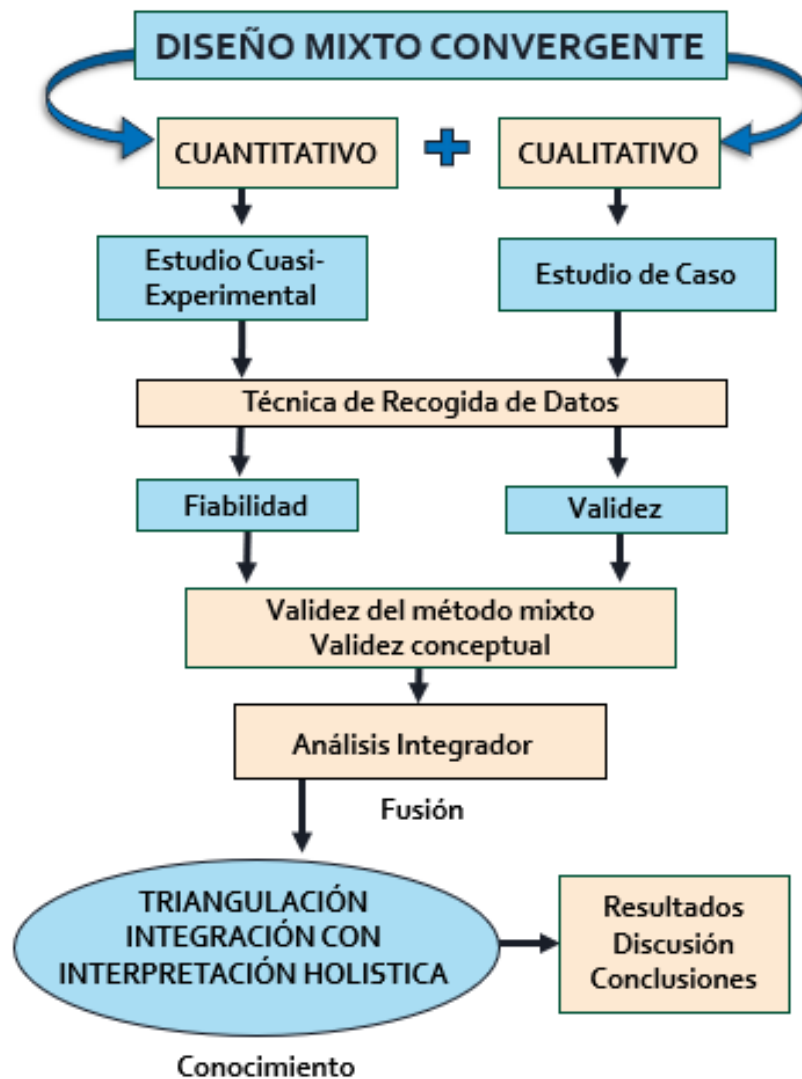 DISEÑO MIXTO CONVERGENTE
CUANTITATIVO
CUALITATIVO
Estudio Cuasi-
Experimental
Estudio de Caso
Técnica de Recogida de Datos
Fiabilidad
Validez
Validez del método mixto
Validez conceptual
Análisis Integrador
Fusión
TRIANGULACIÓN
INTEGRACIÓN CON
INTERPRETACIÓN HOLISTICA
Resultados
Discusión
Conclusiones
Conocimiento